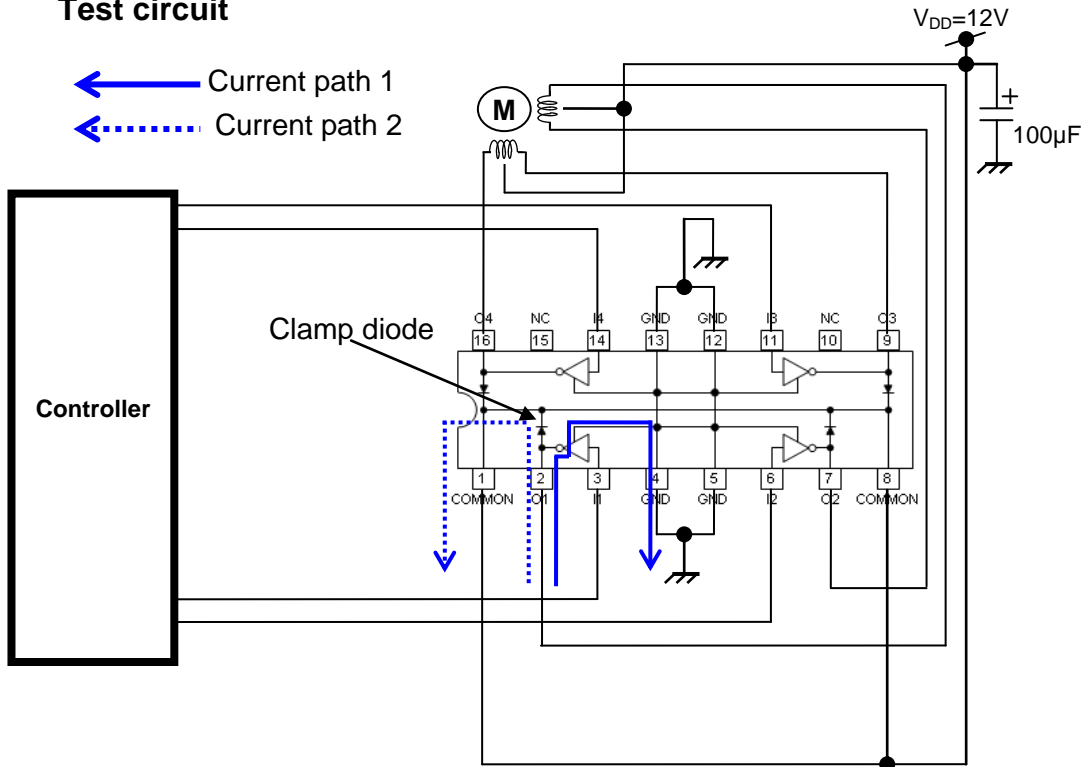 Test circuit
V_DD=12V
Current path 1
Current path 2
M
+
100µF
Controller
Clamp diode
O4 NC I4 GND GND I3 NC O3
16 15 14 13 12 11 10 9
1 2 3 4 5 6 7 8
COMMON O1 I1 GND GND I2 O2 COMMON